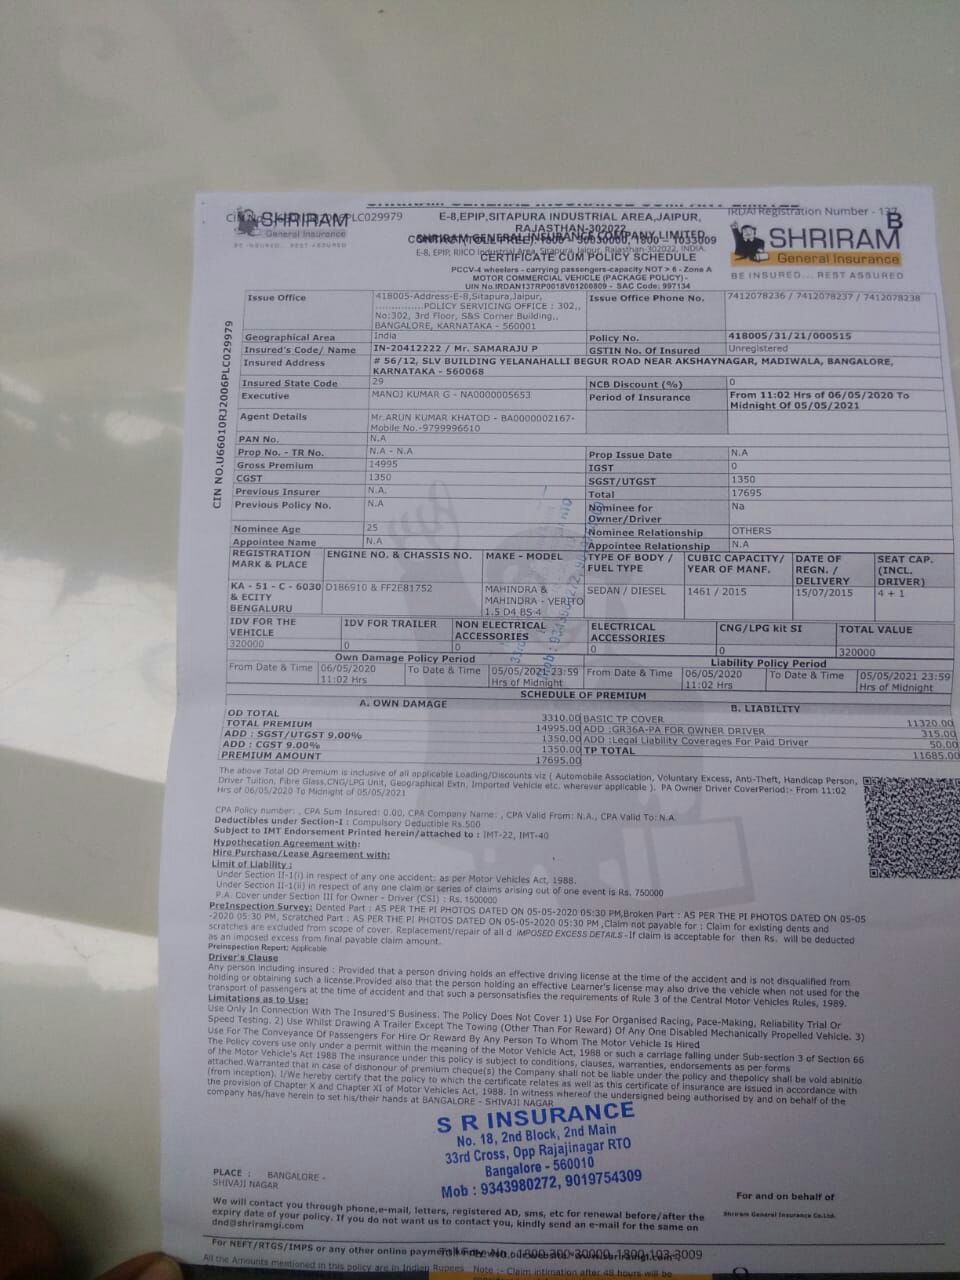 CIN NO.U66010RJ2006PLC029979
SHRIRAM
General Insurance
BE INSURED... REST ASSURED
E-8,EPIP,SITAPURA INDUSTRIAL AREA,JAIPUR,
RAJASTHAN-302022
SHRIRAM GENERAL INSURANCE COMPANY LIMITED
E-8, EPIP, RIICO Industrial Area, Sitapura, Jaipur, Rajasthan-302022, INDIA.
CERTIFICATE CUM POLICY SCHEDULE
PCCV-4 wheelers - carrying passengers-capacity NOT > 6 - Zone A
MOTOR COMMERCIAL VEHICLE (PACKAGE POLICY) -
UIN No.IRDAN137RP0018V01200809 - SAC Code: 997134
IRDAI Registration Number - 137
B
SHRIRAM
General Insurance
BE INSURED... REST ASSURED
Issue Office 418005-Address-E-8,Sitapura,Jaipur, Issue Office Phone No. 7412078236 / 7412078237 / 7412078238
..............POLICY SERVICING OFFICE : 302,,
No:302, 3rd Floor, S&S Corner Building,,
BANGALORE, KARNATAKA - 560001
Geographical Area India Policy No. 418005/31/21/000515
Insured's Code/ Name IN-20412222 / Mr. SAMARAJU P GSTIN No. Of Insured Unregistered
Insured Address # 56/12, SLV BUILDING YELANAHALLI BEGUR ROAD NEAR AKSHAYNAGAR, MADIWALA, BANGALORE,
KARNATAKA - 560068
Insured State Code 29 NCB Discount (%) 0
Executive MANOJ KUMAR G - NA0000005653 Period of Insurance From 11:02 Hrs of 06/05/2020 To
Midnight Of 05/05/2021
Agent Details Mr.ARUN KUMAR KHATOD - BA0000002167-
Mobile No.-9799996610
PAN No. N.A
Prop No. - TR No. N.A - N.A Prop Issue Date N.A
Gross Premium 14995 IGST 0
CGST 1350 SGST/UTGST 1350
Previous Insurer N.A. Total 17695
Previous Policy No. N.A Nominee for Na
Owner/Driver
Nominee Age 25 Nominee Relationship OTHERS
Appointee Name N.A Appointee Relationship N.A
REGISTRATION ENGINE NO. & CHASSIS NO. MAKE - MODEL TYPE OF BODY / CUBIC CAPACITY/ DATE OF SEAT CAP.
MARK & PLACE FUEL TYPE YEAR OF MANF. REGN. / (INCL.
DELIVERY DRIVER)
KA - 51 - C - 6030 D186910 & FF2E81752 MAHINDRA & SEDAN / DIESEL 1461 / 2015 15/07/2015 4 + 1
& ECITY MAHINDRA - VERITO
BENGALURU 1.5 D4 BS-4
IDV FOR THE IDV FOR TRAILER NON ELECTRICAL ELECTRICAL CNG/LPG kit SI TOTAL VALUE
VEHICLE ACCESSORIES ACCESSORIES
320000 0 0 0 0 320000
Own Damage Policy Period Liability Policy Period
From Date & Time 06/05/2020 To Date & Time 05/05/2021 23:59 From Date & Time 06/05/2020 To Date & Time 05/05/2021 23:59
11:02 Hrs Hrs of Midnight 11:02 Hrs Hrs of Midnight
SCHEDULE OF PREMIUM
A. OWN DAMAGE B. LIABILITY
OD TOTAL 3310.00 BASIC TP COVER 11320.00
TOTAL PREMIUM 14995.00 ADD :GR36A-PA FOR OWNER DRIVER 315.00
ADD : SGST/UTGST 9.00% 1350.00 ADD :Legal Liability Coverages For Paid Driver 50.00
ADD : CGST 9.00% 1350.00 TP TOTAL 11685.00
PREMIUM AMOUNT 17695.00
The above Total OD Premium is inclusive of all applicable Loading/Discounts viz ( Automobile Association, Voluntary Excess, Anti-Theft, Handicap Person,
Driver Tuition, Fibre Glass,CNG/LPG Unit, Geographical Extn, Imported Vehicle etc. wherever applicable ). PA Owner Driver CoverPeriod:- From 11:02
Hrs of 06/05/2020 To Midnight of 05/05/2021
CPA Policy number: , CPA Sum Insured: 0.00, CPA Company Name: , CPA Valid From: N.A., CPA Valid To: N.A.
Deductibles under Section-I : Compulsory Deductible Rs.500
Subject to IMT Endorsement Printed herein/attached to : IMT-22, IMT-40
Hypothecation Agreement with:
Hire Purchase/Lease Agreement with:
Limit of Liability :
Under Section II-1(i) in respect of any one accident: as per Motor Vehicles Act, 1988.
Under Section II-1(ii) in respect of any one claim or series of claims arising out of one event is Rs. 750000
P.A. Cover under Section III for Owner - Driver (CSI) : Rs. 1500000
PreInspection Survey: Dented Part : AS PER THE PI PHOTOS DATED ON 05-05-2020 05:30 PM,Broken Part : AS PER THE PI PHOTOS DATED ON 05-05
-2020 05:30 PM, Scratched Part : AS PER THE PI PHOTOS DATED ON 05-05-2020 05:30 PM ,Claim not payable for : Claim for existing dents and
scratches are excluded from scope of cover. Replacement/repair of all d IMPOSED EXCESS DETAILS -If claim is acceptable for then Rs. will be deducted
as an imposed excess from final payable claim amount.
Preinspection Report: Applicable
Driver's Clause
Any person including insured : Provided that a person driving holds an effective driving license at the time of the accident and is not disqualified from
holding or obtaining such a license.Provided also that the person holding an effective Learner's license may also drive the vehicle when not used for the
transport of passengers at the time of accident and that such a personsatisfies the requirements of Rule 3 of the Central Motor Vehicles Rules, 1989.
Limitations as to Use:
Use Only In Connection With The Insured'S Business. The Policy Does Not Cover 1) Use For Organised Racing, Pace-Making, Reliability Trial Or
Speed Testing. 2) Use Whilst Drawing A Trailer Except The Towing (Other Than For Reward) Of Any One Disabled Mechanically Propelled Vehicle. 3)
Use For The Conveyance Of Passengers For Hire Or Reward By Any Person To Whom The Motor Vehicle Is Hired
The Policy covers use only under a permit within the meaning of the Motor Vehicle Act, 1988 or such a carriage falling under Sub-section 3 of Section 66
of the Motor Vehicle's Act 1988 The insurance under this policy is subject to conditions, clauses, warranties, endorsements as per forms
attached.Warranted that in case of dishonour of premium cheque(s) the Company shall not be liable under the policy and thepolicy shall be void abinitio
(from inception). I/We hereby certify that the policy to which the certificate relates as well as this certificate of insurance are issued in accordance with
the provision of Chapter X and Chapter XI of Motor Vehicles Act, 1988. In witness whereof the undersigned being authorised by and on behalf of the
company has/have herein to set his/their hands at BANGALORE - SHIVAJI NAGAR
S R INSURANCE
No. 18, 2nd Block, 2nd Main
33rd Cross, Opp Rajajinagar RTO
Bangalore - 560010
Mob : 9343980272, 9019754309
PLACE : BANGALORE -
SHIVAJI NAGAR
We will contact you through phone,e-mail, letters, registered AD, sms, etc for renewal before/after the
expiry date of your policy. If you do not want us to contact you, kindly send an e-mail for the same on
dnd@shriramgi.com
For and on behalf of
Shriram General Insurance Co.Ltd.
For NEFT/RTGS/IMPS or any other online payment
All the Amounts mentioned in this policy are in Indian Rupees Note :- Claim intimation after 48 hours will be